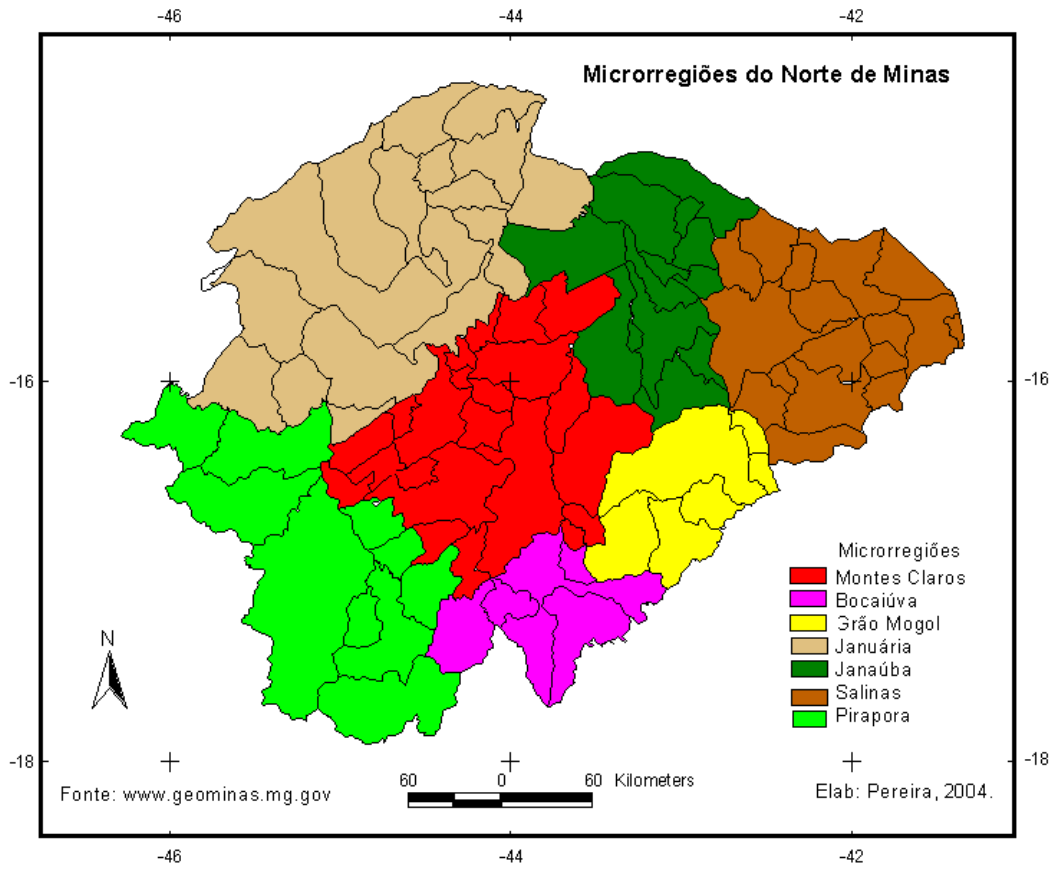 -46 -44 -42
Microrregiões do Norte de Minas
-16 -16
Microrregiões
Montes Claros
Bocaiúva
Grão Mogol
Januária
Janaúba
Salinas
Pirapora
N
-18 -18
60 0 60 Kilometers
Fonte: www.geominas.mg.gov
Elab: Pereira, 2004.
-46 -44 -42